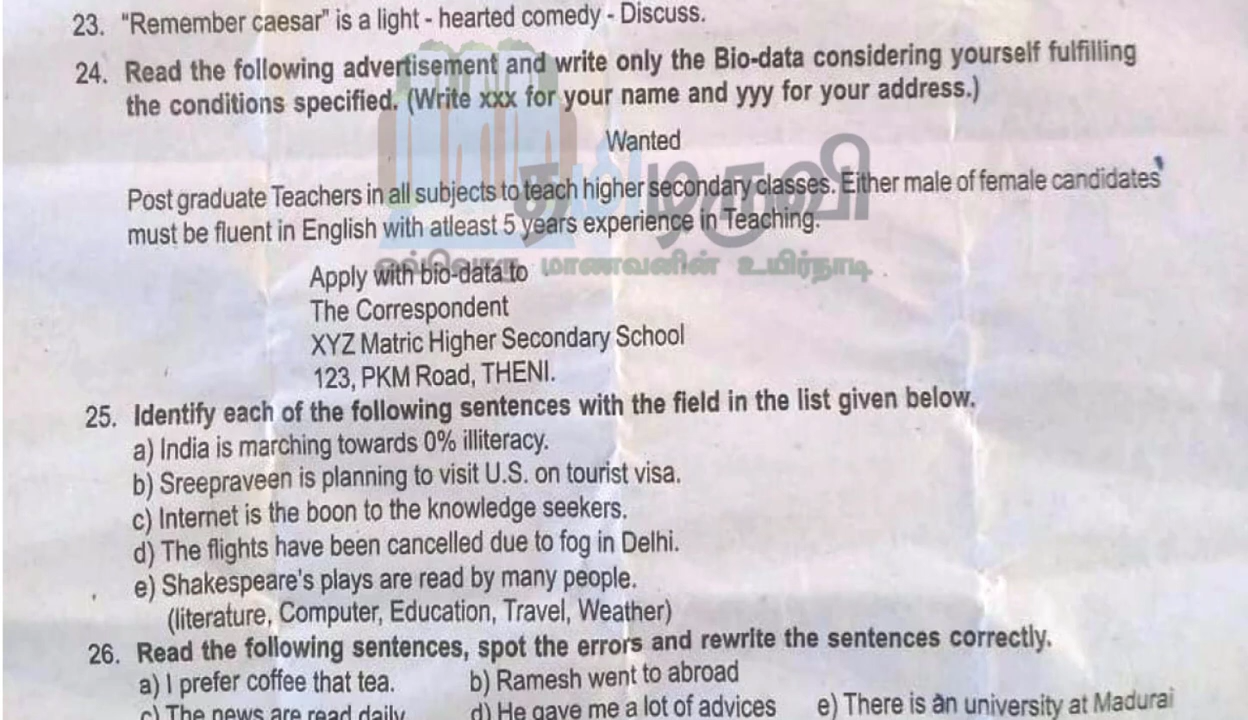 23. "Remember caesar" is a light - hearted comedy - Discuss.
24. Read the following advertisement and write only the Bio-data considering yourself fulfilling
the conditions specified. (Write xxx for your name and yyy for your address.)
Wanted
Post graduate Teachers in all subjects to teach higher secondary classes. Either male of female candidates
must be fluent in English with atleast 5 years experience in Teaching.
மாணவனின் உயிர்நாடி
Apply with bio-data to
The Correspondent
XYZ Matric Higher Secondary School
123, PKM Road, THENI.
25. Identify each of the following sentences with the field in the list given below.
a) India is marching towards 0% illiteracy.
b) Sreepraveen is planning to visit U.S. on tourist visa.
c) Internet is the boon to the knowledge seekers.
d) The flights have been cancelled due to fog in Delhi.
e) Shakespeare's plays are read by many people.
(literature, Computer, Education, Travel, Weather)
26. Read the following sentences, spot the errors and rewrite the sentences correctly.
a) I prefer coffee that tea. b) Ramesh went to abroad
c) The news are read daily. d) He gave me a lot of advices e) There is an university at Madurai